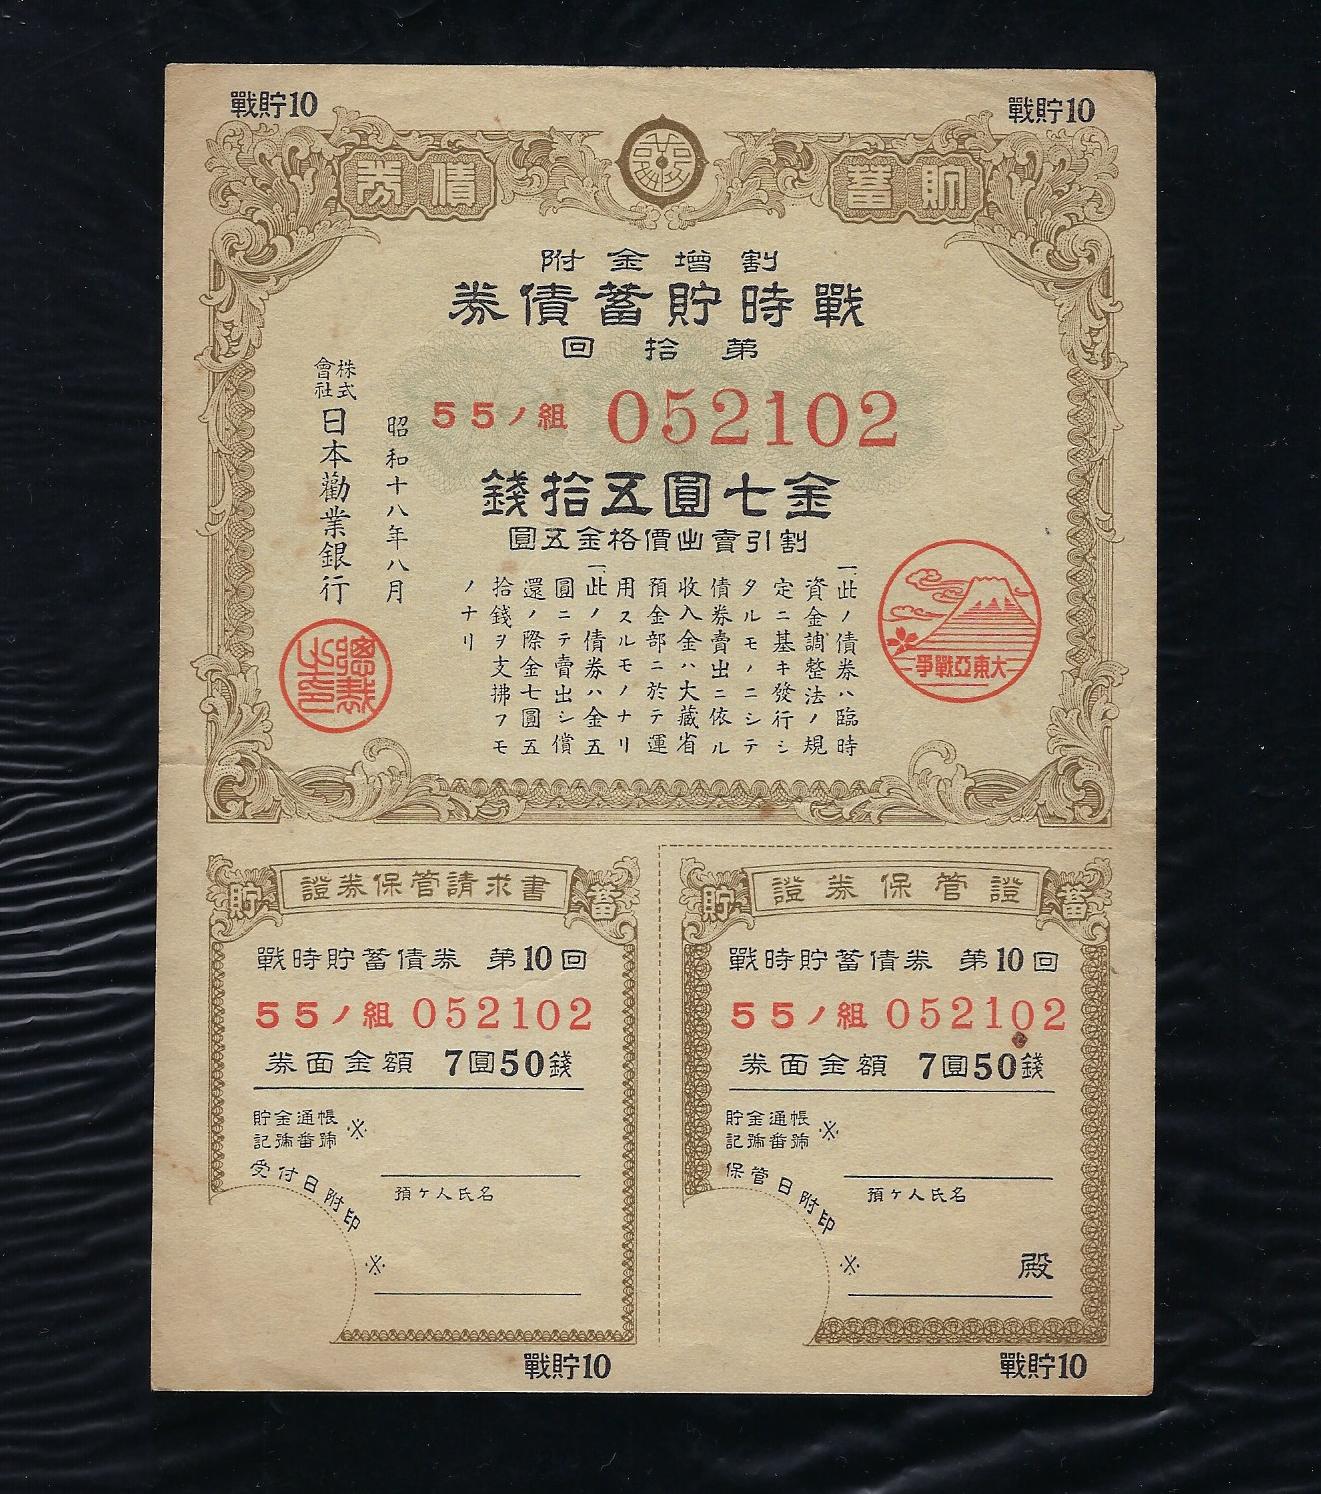 戰貯10
戰貯10
貯蓄債券
割増金附
戰時貯蓄債券
第拾回
55ノ組 052102
金七圓五拾錢
割引賣出價格金五圓
大東亞戰爭
一、此ノ債券ハ臨時
資金調整法ノ規
定ニ基キ發行シ
タルモノニシテ
債券賣出ニ依ル
收入金ハ大藏省
預金部ニ於テ運
用スルモノナリ
一、此ノ債券ハ金五
圓ニテ賣出シ償
還ノ際金七圓五
拾錢ヲ支拂フモ
ノナリ
昭和十八年八月
株式會社日本勸業銀行
總裁之印
貯 證券保管請求書 蓄
戰時貯蓄債券 第10回
55ノ組 052102
券面金額 7圓50錢
貯金通帳
記號番號 ※
受付日附印
預ケ人氏名
※
戰貯10
貯 證券保管證 蓄
戰時貯蓄債券 第10回
55ノ組 052102
券面金額 7圓50錢
貯金通帳
記號番號 ※
保管日附印
預ケ人氏名
※
殿
戰貯10